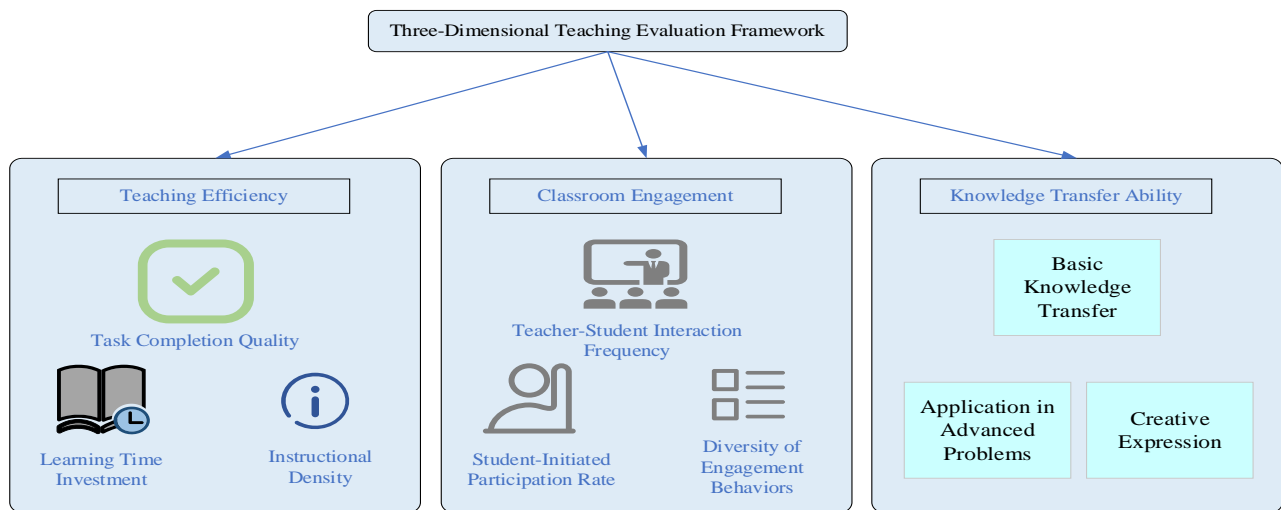 Three-Dimensional Teaching Evaluation Framework
Teaching Efficiency
Task Completion Quality
Learning Time
Investment
Instructional
Density
Classroom Engagement
Teacher-Student Interaction
Frequency
Student-Initiated
Participation Rate
Diversity of
Engagement
Behaviors
Knowledge Transfer Ability
Basic
Knowledge
Transfer
Application in
Advanced
Problems
Creative
Expression